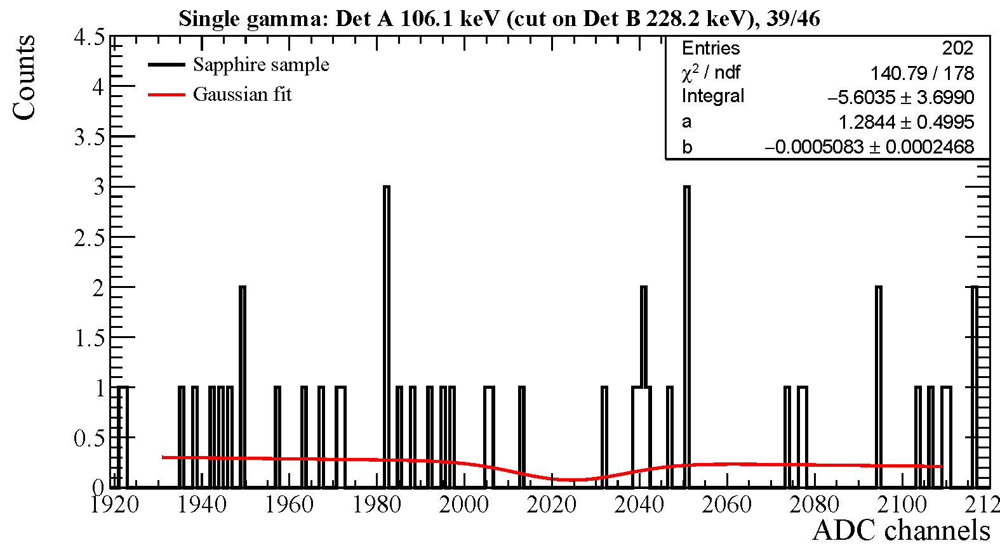 Single gamma: Det A 106.1 keV (cut on Det B 228.2 keV), 39/46
Counts
4.5
4
3.5
3
2.5
2
1.5
1
0.5
0
Sapphire sample
Gaussian fit
Entries 202
χ² / ndf 140.79 / 178
Integral −5.6035 ± 3.6990
a 1.2844 ± 0.4995
b −0.0005083 ± 0.0002468
1920 1940 1960 1980 2000 2020 2040 2060 2080 2100 212
ADC channels